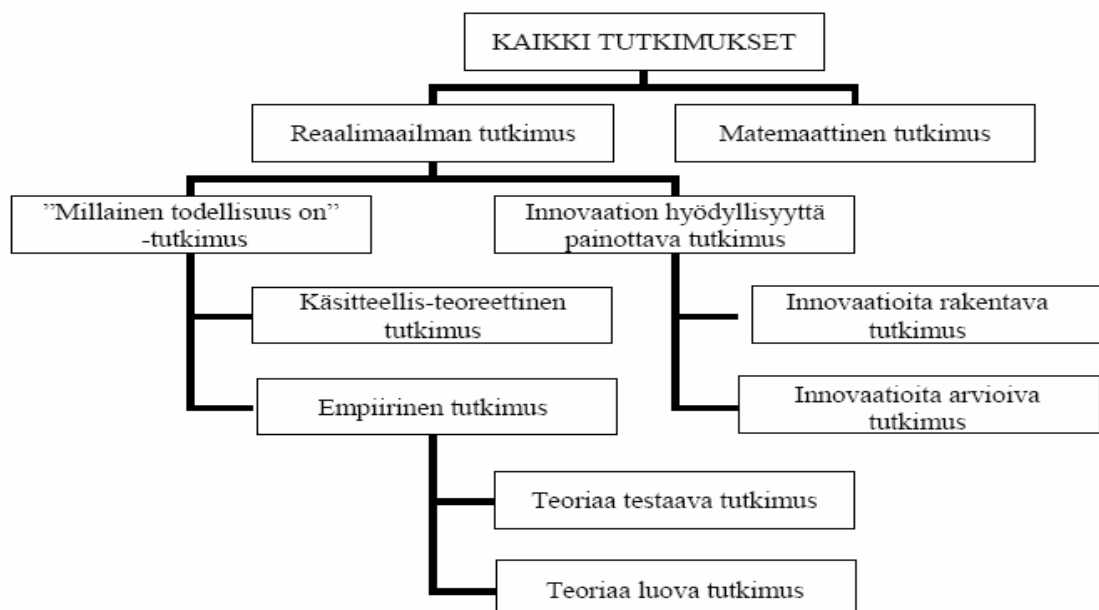 KAIKKI TUTKIMUKSET
Reaalimaailman tutkimus
Matemaattinen tutkimus
”Millainen todellisuus on”
-tutkimus
Innovaation hyödyllisyyttä
painottava tutkimus
Käsitteellis-teoreettinen
tutkimus
Innovaatioita rakentava
tutkimus
Empiirinen tutkimus
Innovaatioita arvioiva
tutkimus
Teoriaa testaava tutkimus
Teoriaa luova tutkimus